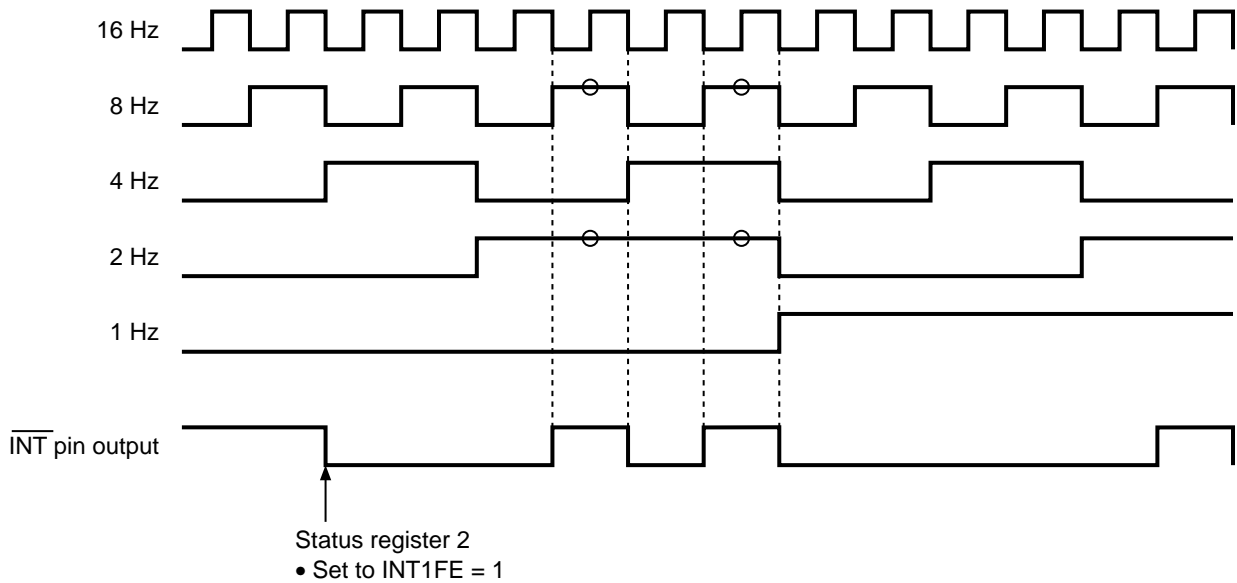 16 Hz
8 Hz
4 Hz
2 Hz
1 Hz
INT pin output
Status register 2
• Set to INT1FE = 1